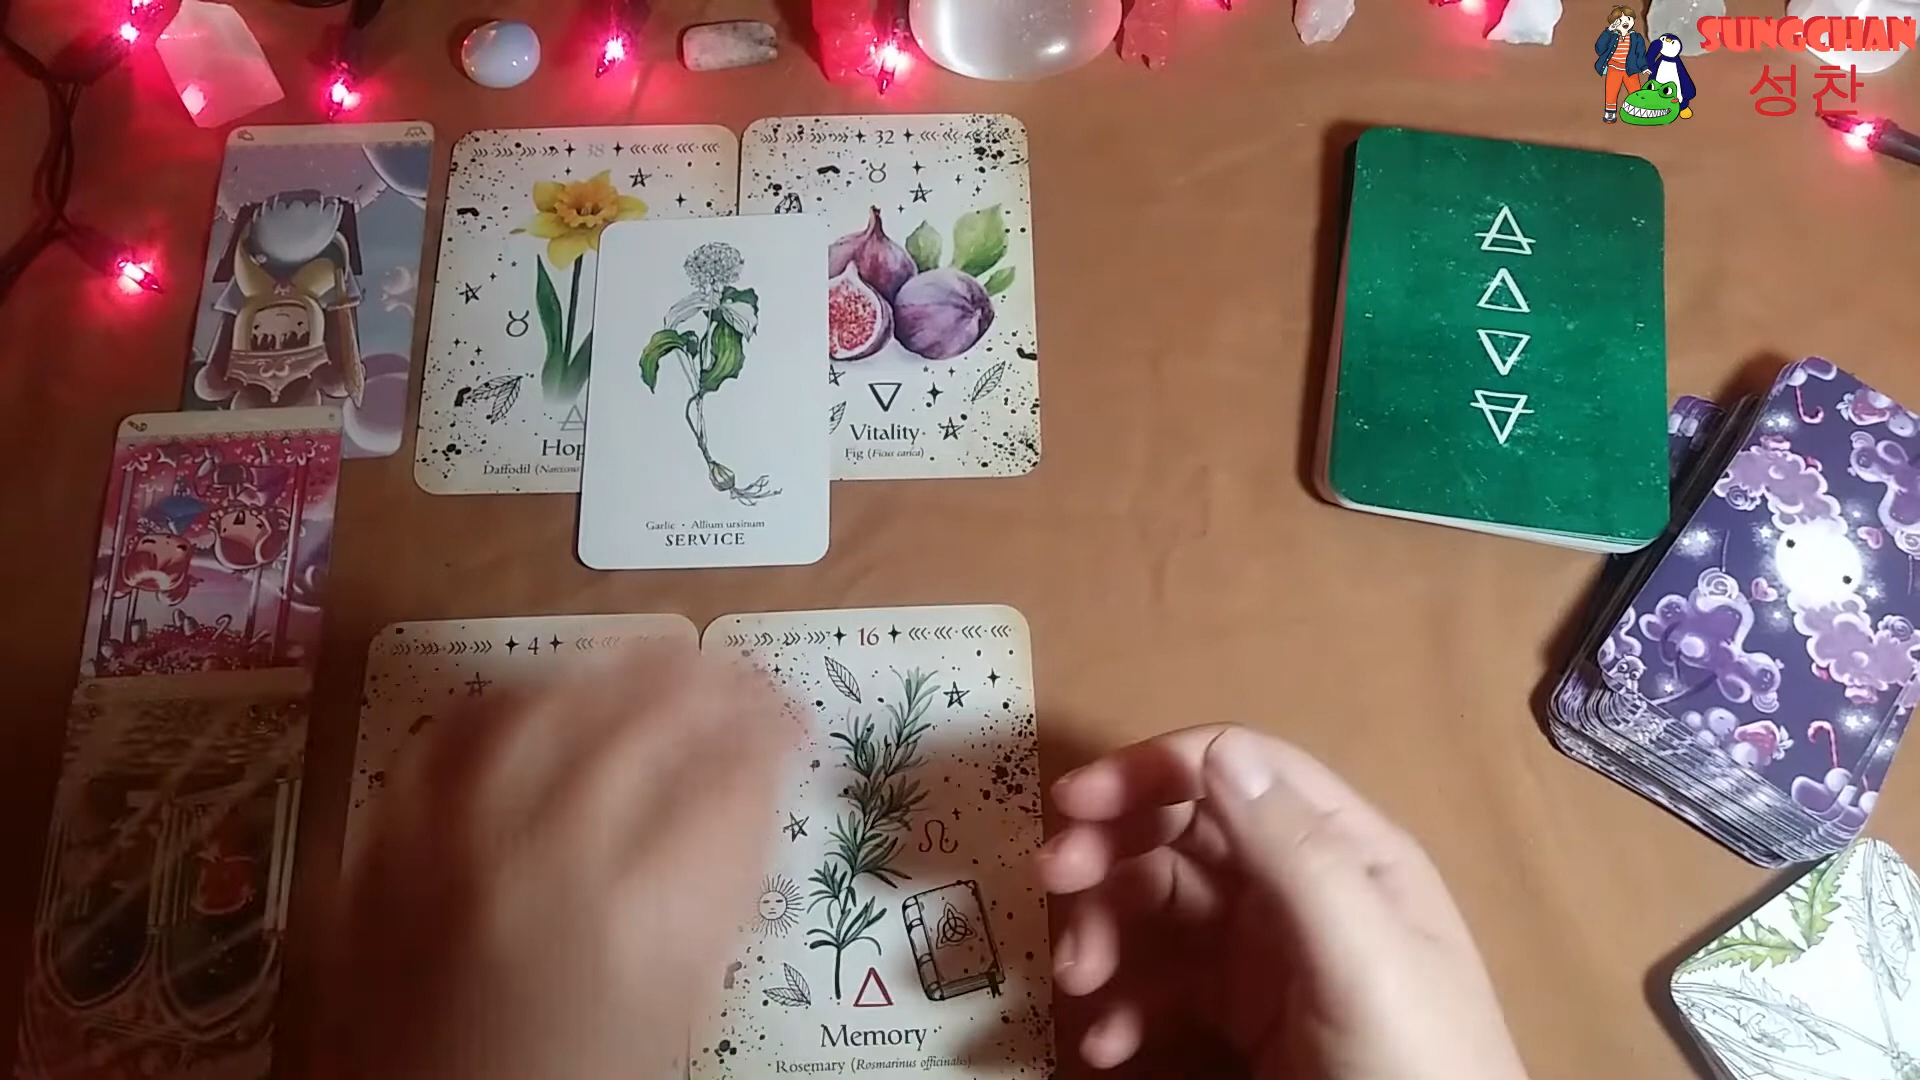 SUNGCHAN
성찬
38
32
Hop
Daffodil (Narcissus
Vitality
Fig (Ficus carica)
Garlic • Allium ursinum
SERVICE
4
16
Memory
Rosemary (Rosmarinus officinalis)